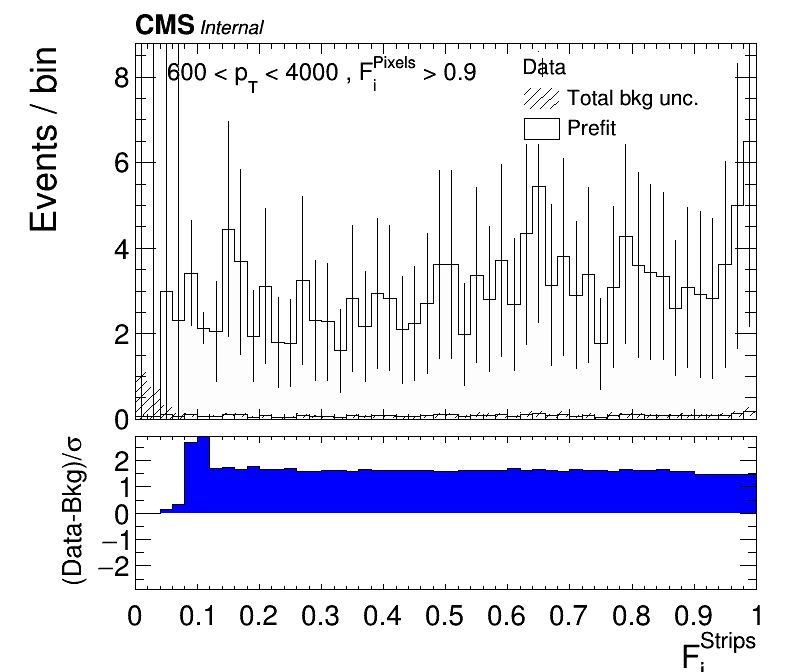 CMS Internal
600 < p_T < 4000 , F_i^Pixels > 0.9
Data
Total bkg unc.
Prefit
Events / bin
8
6
4
2
0
(Data-Bkg)/σ
2
1
0
−1
−2
0 0.1 0.2 0.3 0.4 0.5 0.6 0.7 0.8 0.9 1
F_i^Strips